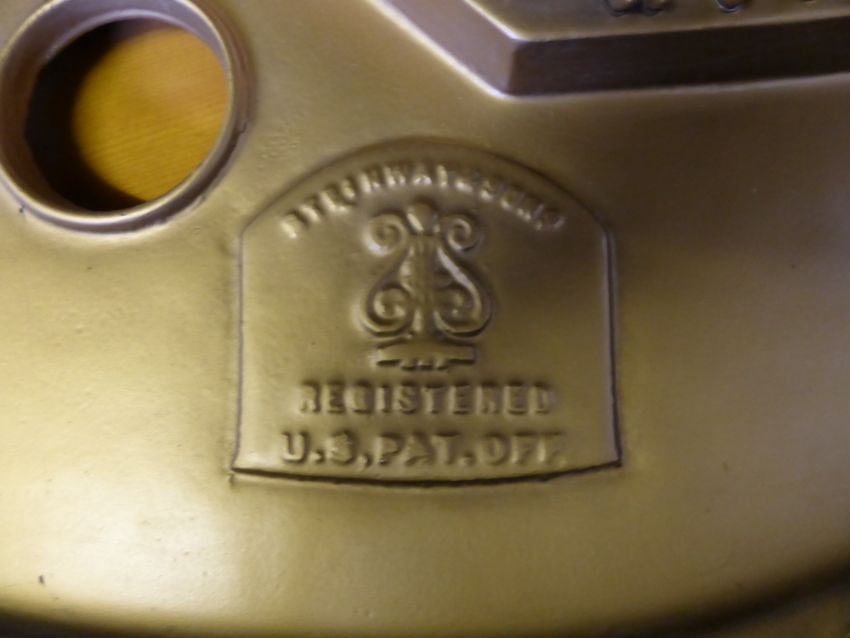 STEINWAY & SONS
REGISTERED
U.S. PAT. OFF.